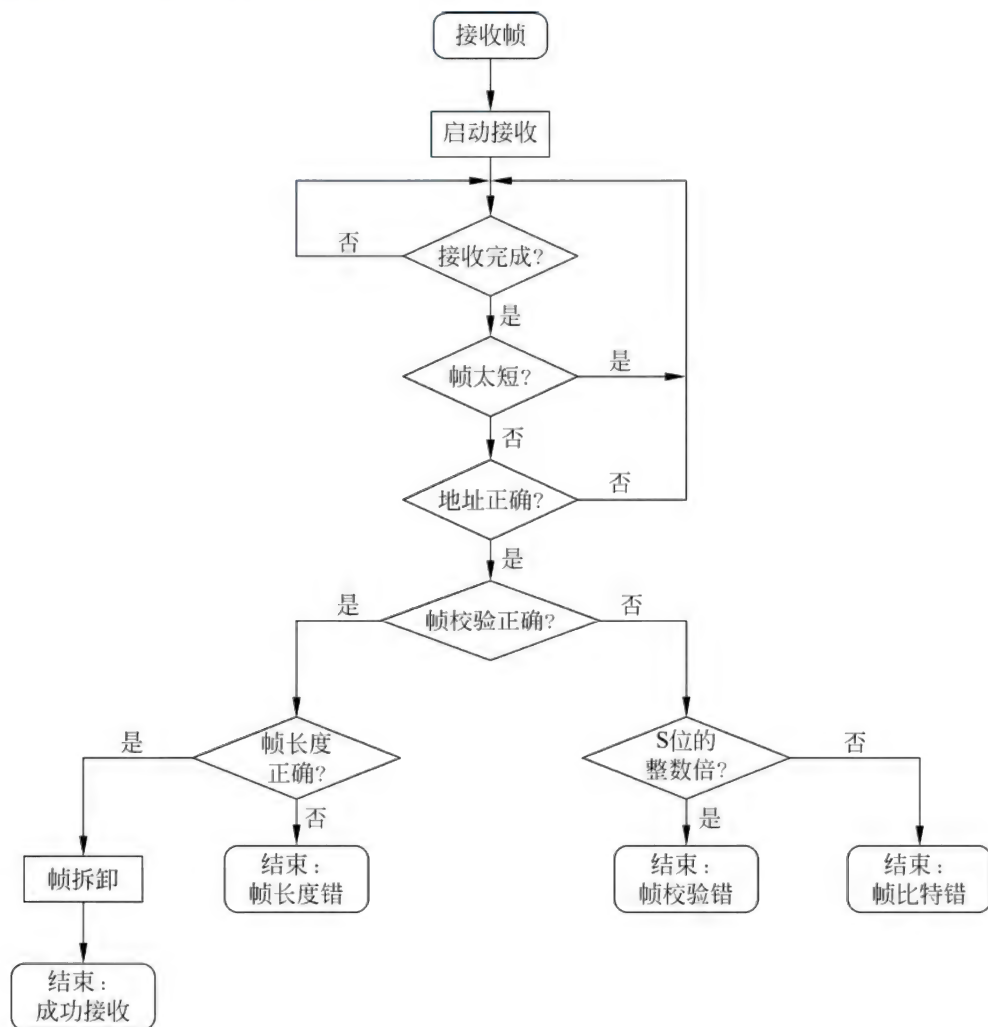 接收帧
启动接收
否
接收完成?
是
帧太短?
是
否
地址正确?
否
是
是
帧校验正确?
否
是
帧长度
正确?
S位的
整数倍?
否
否
是
帧拆卸
结束:
帧长度错
结束:
帧校验错
结束:
帧比特错
结束:
成功接收